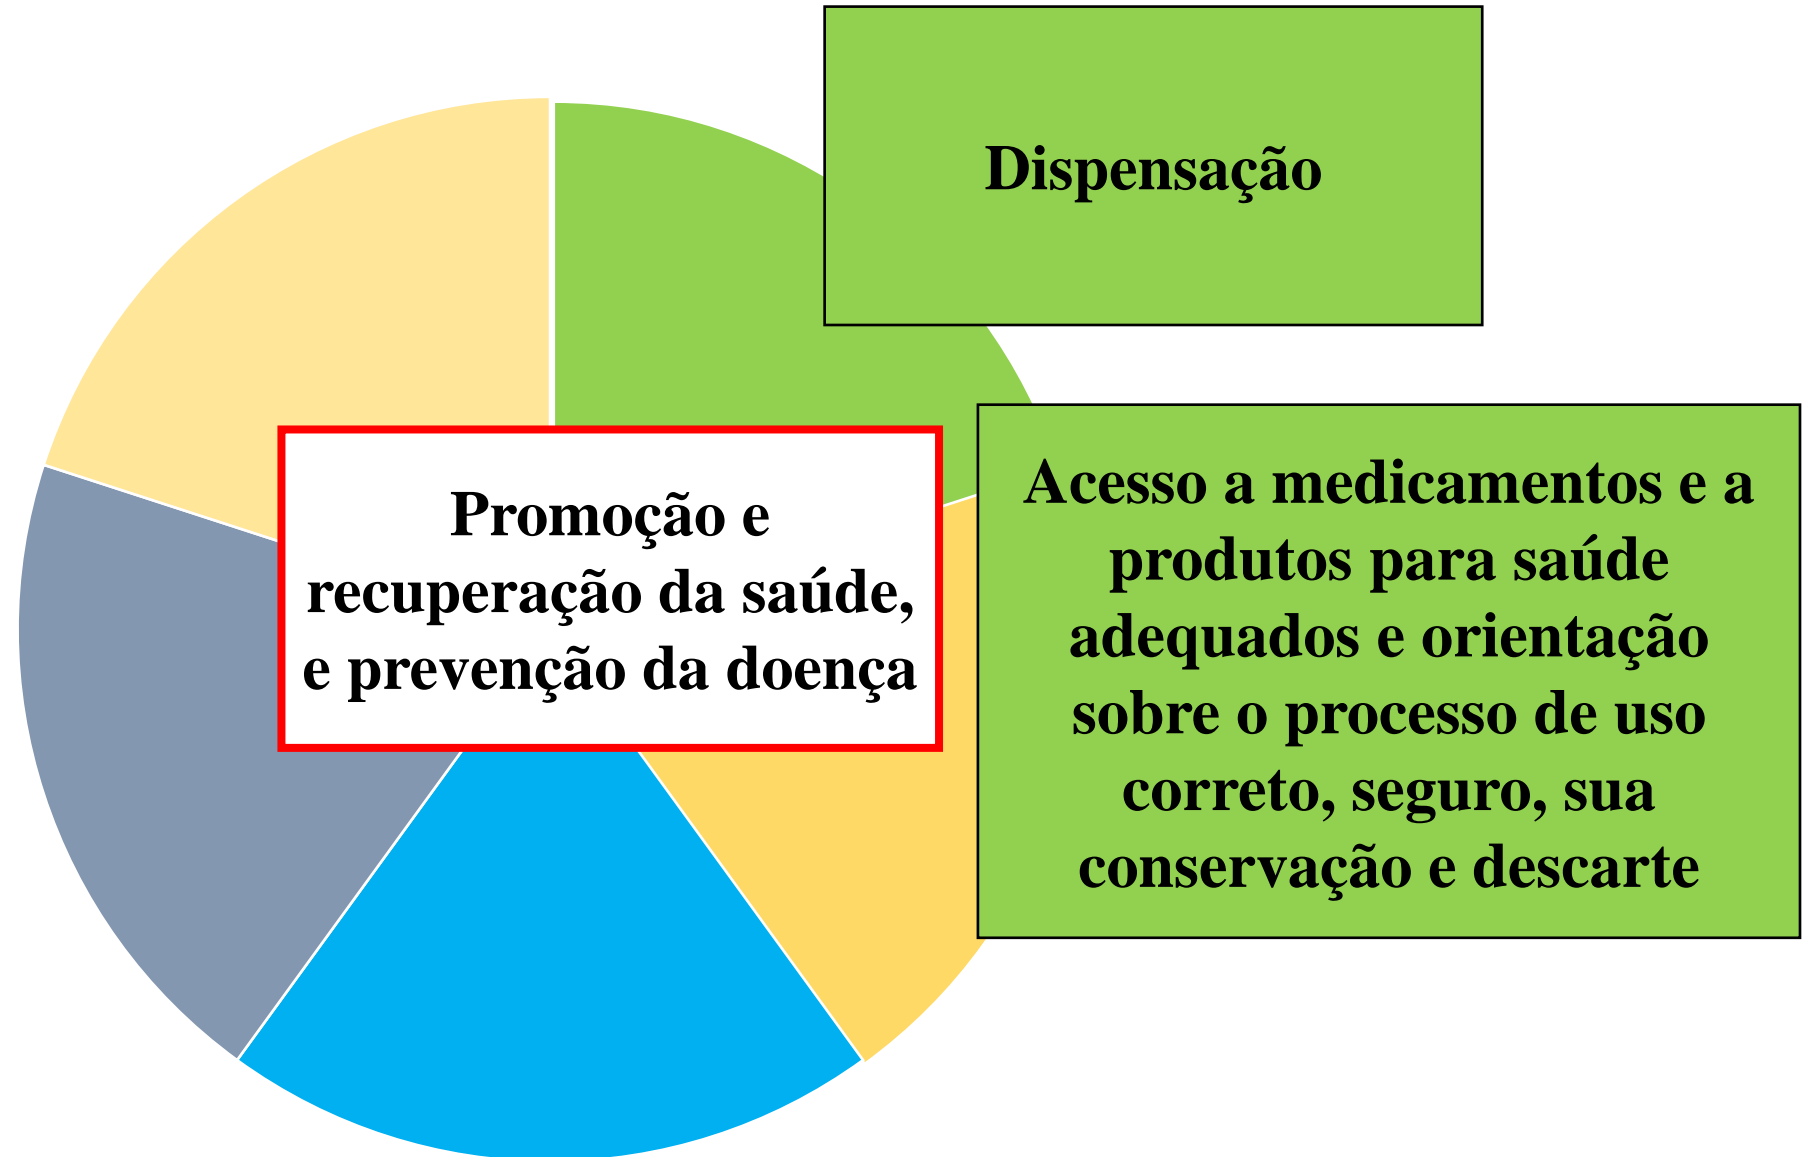 Dispensação
Promoção e
recuperação da saúde,
e prevenção da doença
Acesso a medicamentos e a
produtos para saúde
adequados e orientação
sobre o processo de uso
correto, seguro, sua
conservação e descarte